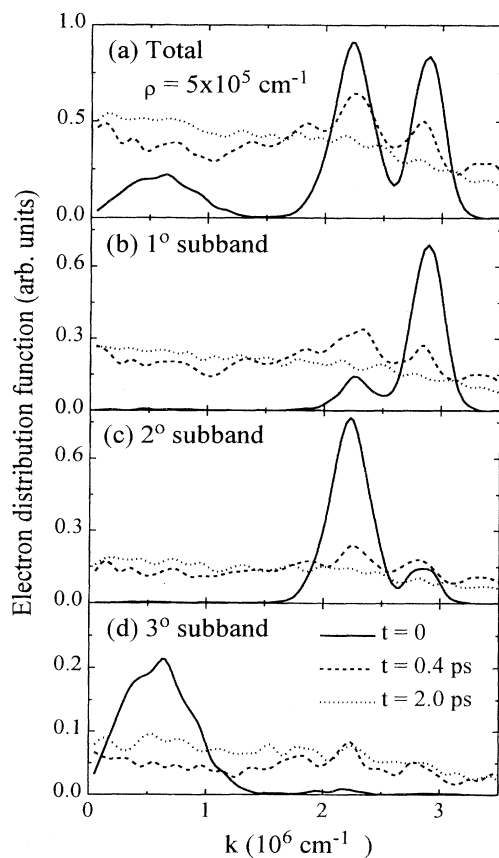 1.0
(a) Total
ρ = 5x10⁵ cm⁻¹
0.5
0.0
(b) 1° subband
0.6
0.3
0.0
(c) 2° subband
0.6
0.3
0.0
(d) 3° subband
t = 0
t = 0.4 ps
t = 2.0 ps
0.2
0.1
0.0
0 1 2 3
k (10⁶ cm⁻¹)
Electron distribution function (arb. units)